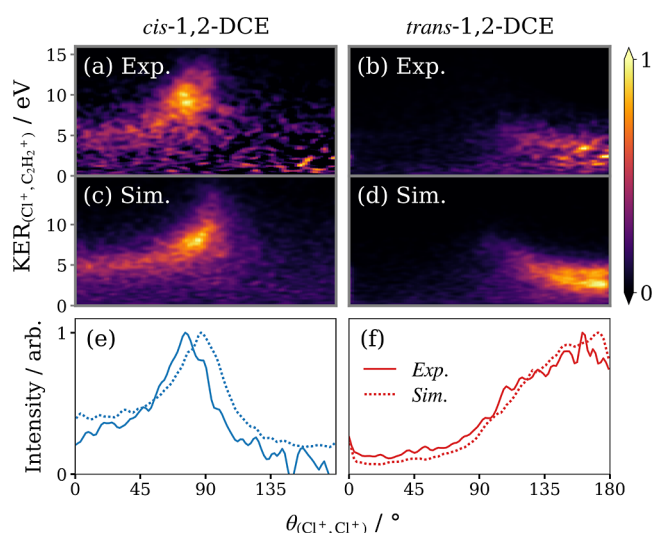 cis-1,2-DCE
trans-1,2-DCE
(a) Exp.
(b) Exp.
(c) Sim.
(d) Sim.
15
10
5
0
10
5
0
KER(Cl⁺,C₂H₂⁺) / eV
1
0
(e)
(f)
Exp.
Sim.
1
0
Intensity / arb.
0
45
90
135
0
45
90
135
180
θ(Cl⁺,Cl⁺) / °